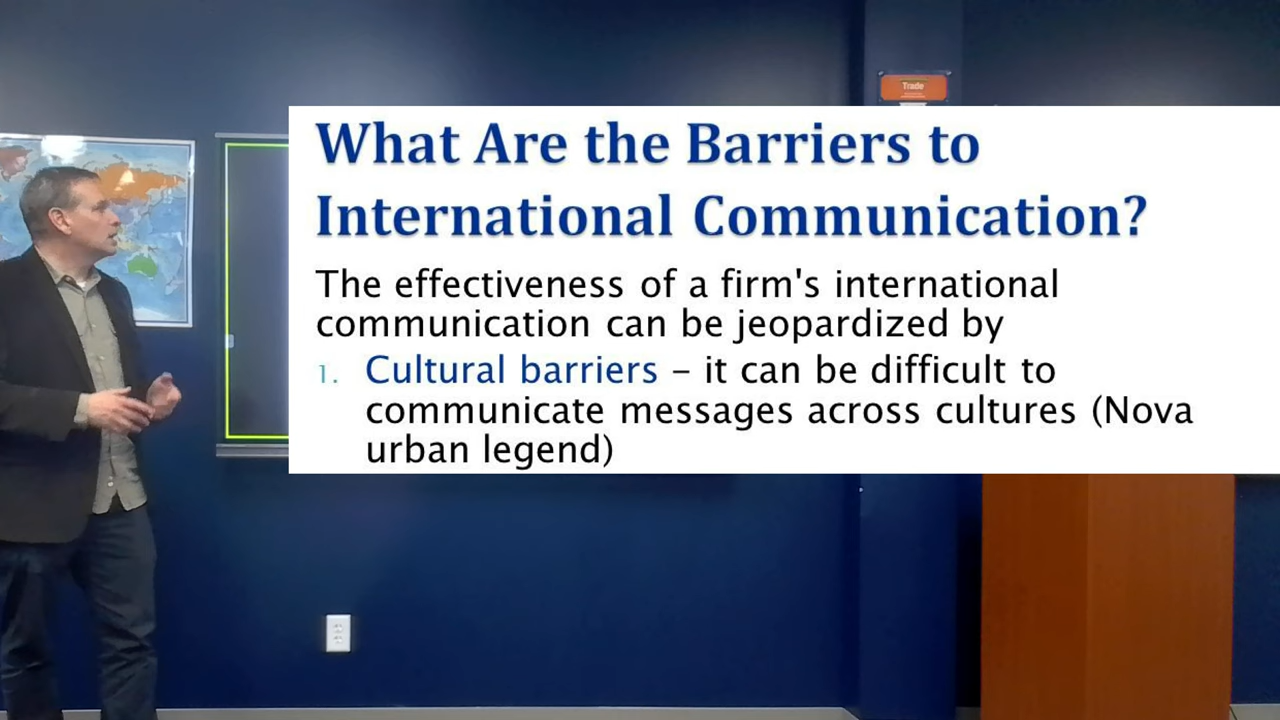 Trade
What Are the Barriers to
International Communication?
The effectiveness of a firm's international
communication can be jeopardized by
1. Cultural barriers – it can be difficult to
communicate messages across cultures (Nova
urban legend)